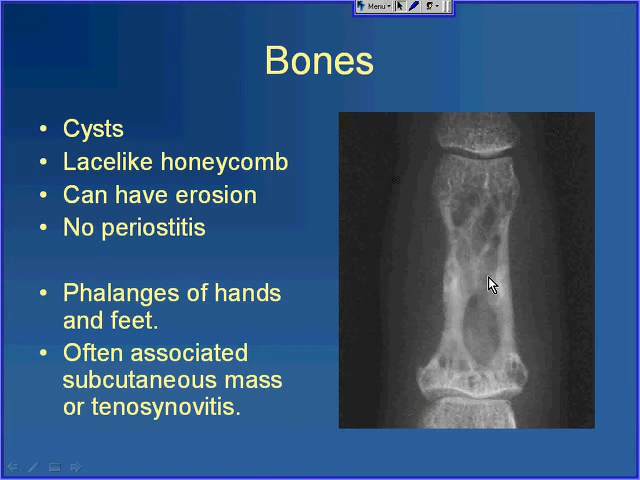 Menu
Bones
• Cysts
• Lacelike honeycomb
• Can have erosion
• No periostitis
• Phalanges of hands
and feet.
• Often associated
subcutaneous mass
or tenosynovitis.